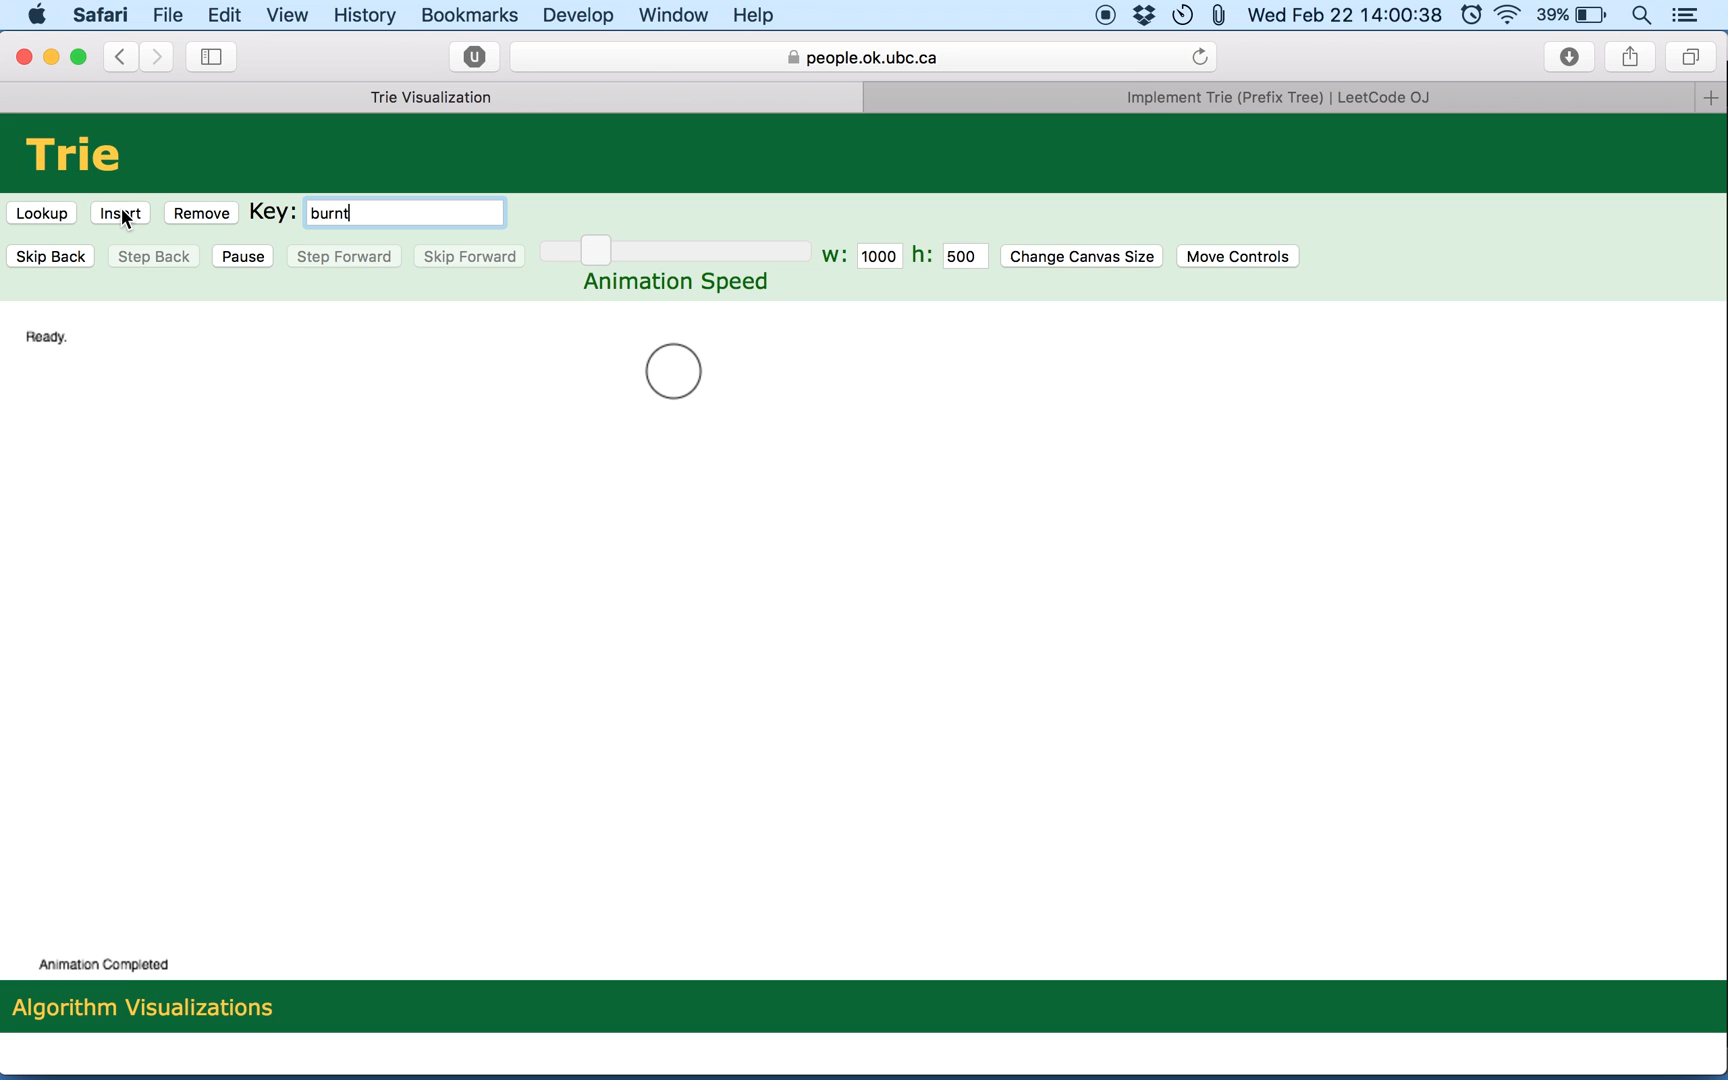 Safari File Edit View History Bookmarks Develop Window Help Wed Feb 22 14:00:38 39%
U people.ok.ubc.ca
Trie Visualization Implement Trie (Prefix Tree) | LeetCode OJ +
Trie
Lookup Insert Remove Key: burnt
Skip Back Step Back Pause Step Forward Skip Forward w: 1000 h: 500 Change Canvas Size Move Controls
Animation Speed
Ready.
Animation Completed
Algorithm Visualizations